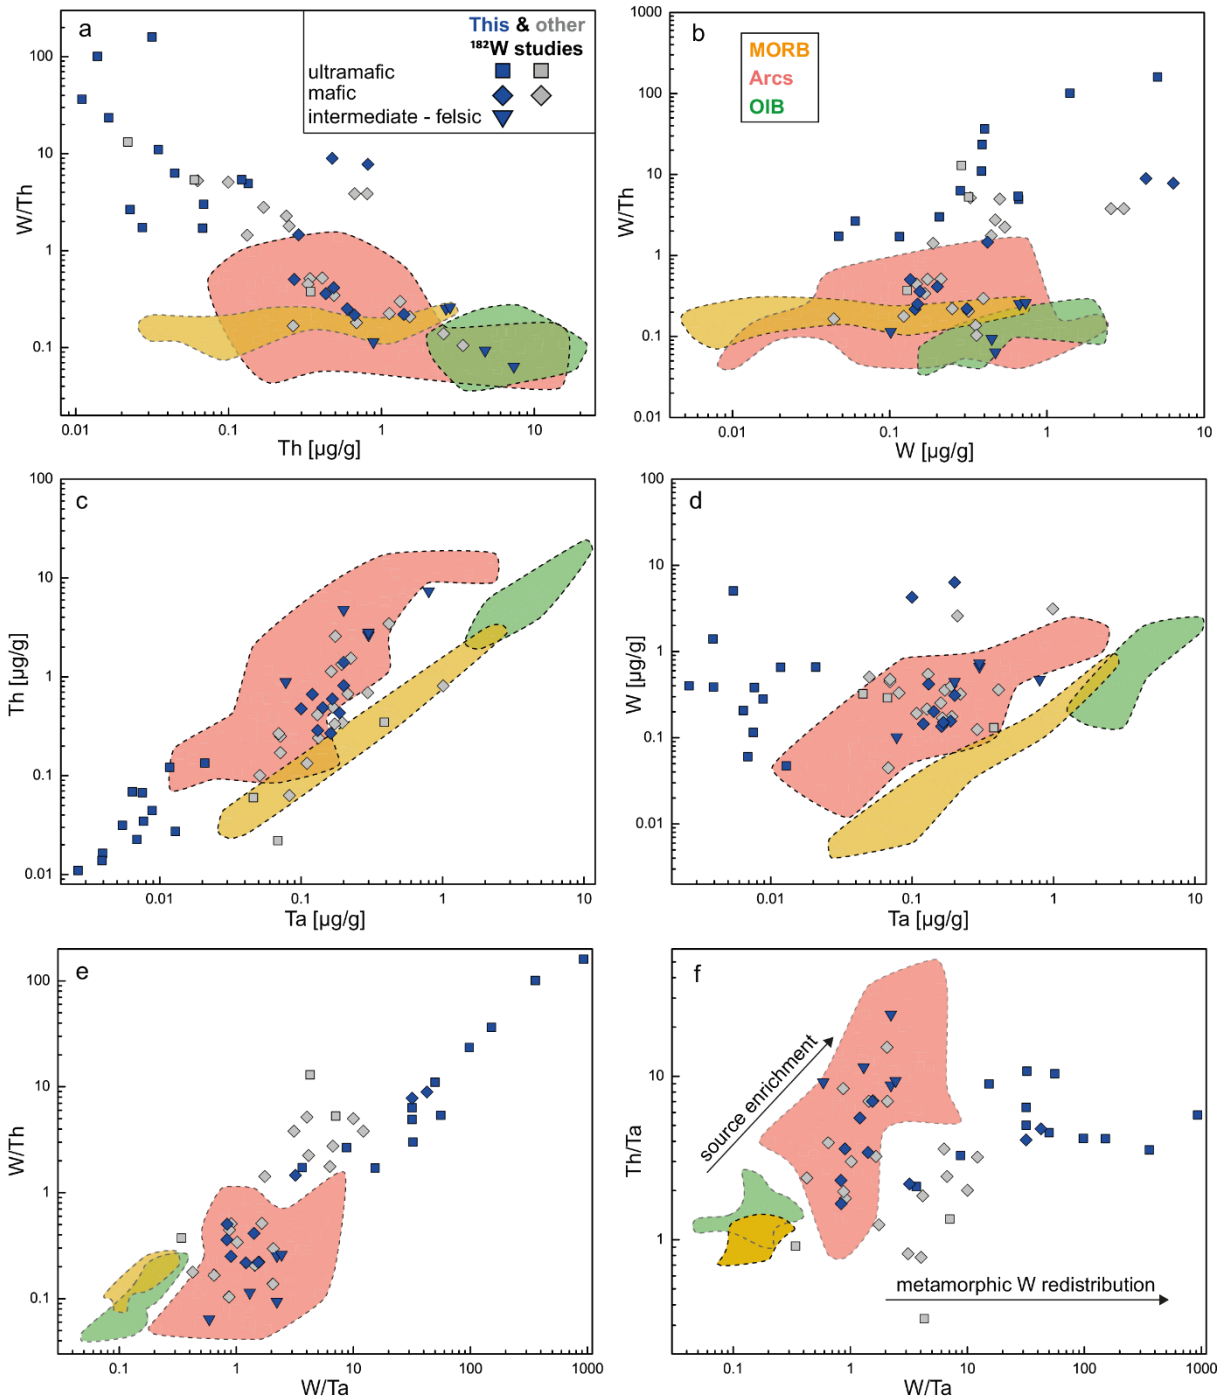 a
This & other
¹⁸²W studies
ultramafic
mafic
intermediate - felsic
100
10
1
0.1
W/Th
0.01
0.1
1
10
Th [µg/g]
b
MORB
Arcs
OIB
1000
100
10
1
0.1
0.01
W/Th
0.01
0.1
1
10
W [µg/g]
c
100
10
1
0.1
0.01
Th [µg/g]
0.01
0.1
1
10
Ta [µg/g]
d
100
10
1
0.1
0.01
W [µg/g]
0.01
0.1
1
10
Ta [µg/g]
e
100
10
1
0.1
W/Th
0.1
1
10
100
1000
W/Ta
f
source enrichment
metamorphic W redistribution
10
1
Th/Ta
0.1
1
10
100
1000
W/Ta